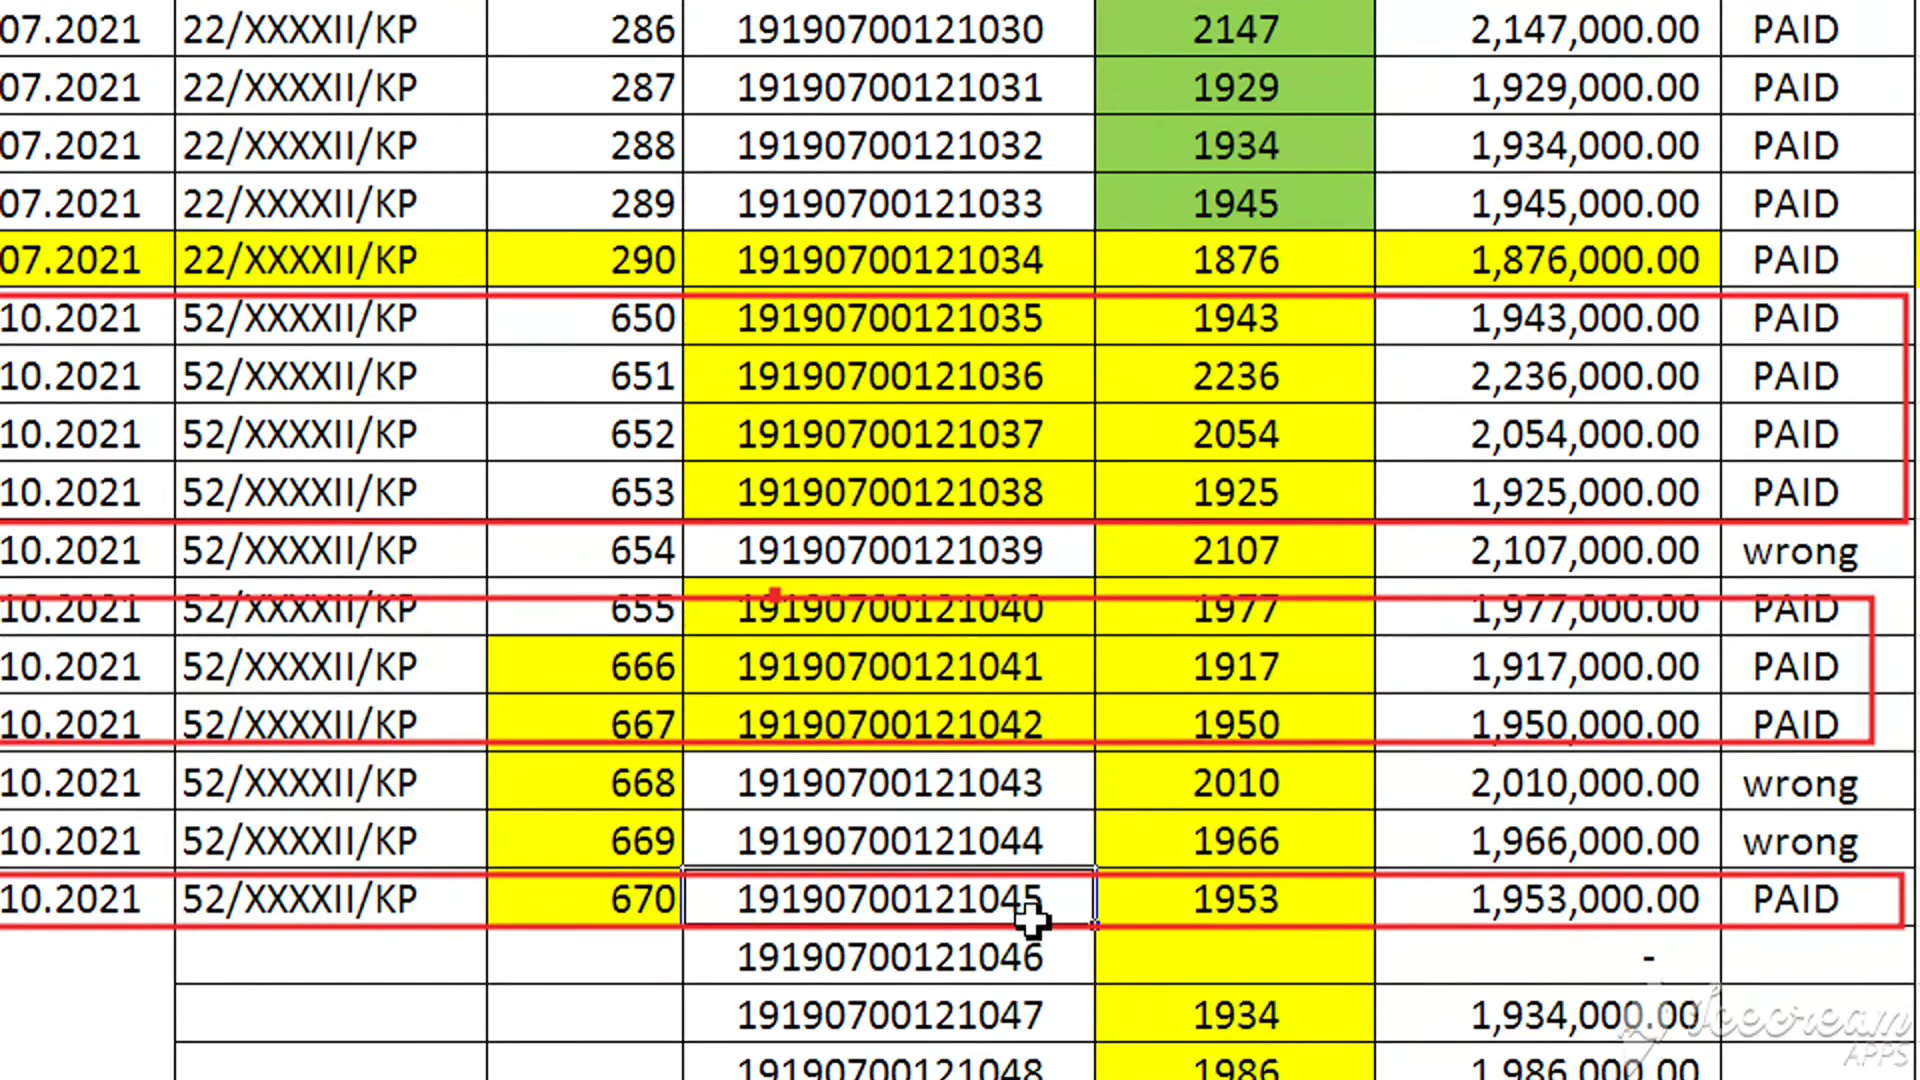 07.2021 22/XXXXII/KP 286 19190700121030 2147 2,147,000.00 PAID
07.2021 22/XXXXII/KP 287 19190700121031 1929 1,929,000.00 PAID
07.2021 22/XXXXII/KP 288 19190700121032 1934 1,934,000.00 PAID
07.2021 22/XXXXII/KP 289 19190700121033 1945 1,945,000.00 PAID
07.2021 22/XXXXII/KP 290 19190700121034 1876 1,876,000.00 PAID
10.2021 52/XXXXII/KP 650 19190700121035 1943 1,943,000.00 PAID
10.2021 52/XXXXII/KP 651 19190700121036 2236 2,236,000.00 PAID
10.2021 52/XXXXII/KP 652 19190700121037 2054 2,054,000.00 PAID
10.2021 52/XXXXII/KP 653 19190700121038 1925 1,925,000.00 PAID
10.2021 52/XXXXII/KP 654 19190700121039 2107 2,107,000.00 wrong
10.2021 52/XXXXII/KP 655 19190700121040 1977 1,977,000.00 PAID
10.2021 52/XXXXII/KP 666 19190700121041 1917 1,917,000.00 PAID
10.2021 52/XXXXII/KP 667 19190700121042 1950 1,950,000.00 PAID
10.2021 52/XXXXII/KP 668 19190700121043 2010 2,010,000.00 wrong
10.2021 52/XXXXII/KP 669 19190700121044 1966 1,966,000.00 wrong
10.2021 52/XXXXII/KP 670 19190700121045 1953 1,953,000.00 PAID
19190700121046 -
19190700121047 1934 1,934,000.00
19190700121048 1986 1,986,000.00
Icecream
APPS